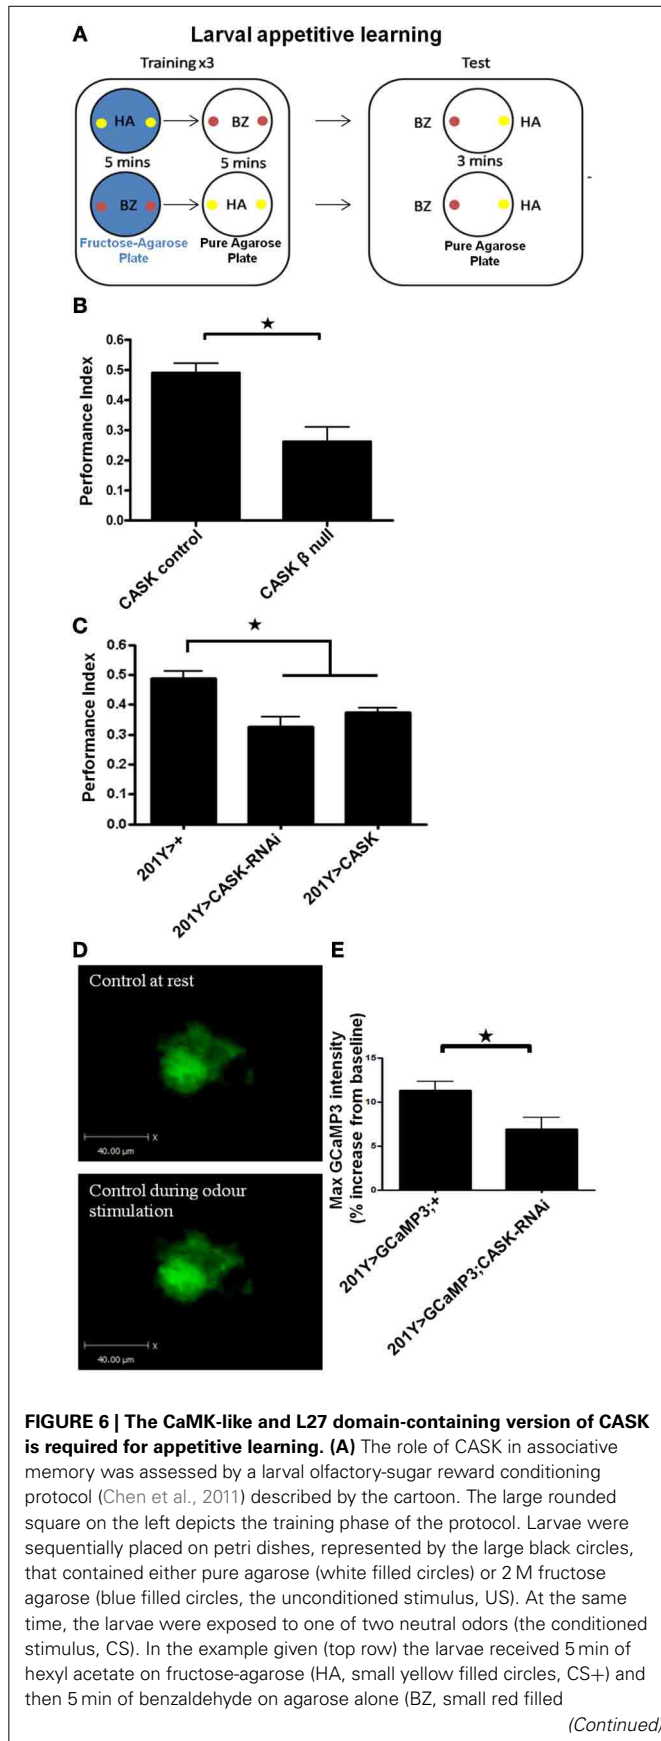 A
Larval appetitive learning
Training x3
Test
HA
BZ
BZ
HA
5 mins
5 mins
3 mins
BZ
HA
BZ
HA
Fructose-Agarose
Plate
Pure Agarose
Plate
Pure Agarose
Plate
B
Performance Index
0.6
0.5
0.4
0.3
0.2
0.1
0.0
★
CASK control
CASK β null
C
Performance Index
0.6
0.5
0.4
0.3
0.2
0.1
0.0
★
201Y>+
201Y>CASK-RNAi
201Y>CASK
D
Control at rest
40.00 µm
X
Control during odour
stimulation
40.00 µm
X
E
Max GCaMP3 intensity
(% increase from baseline)
15
10
5
0
★
201Y>GCaMP3;+
201Y>GCaMP3;CASK-RNAi
FIGURE 6 | The CaMK-like and L27 domain-containing version of CASK
is required for appetitive learning. (A) The role of CASK in associative
memory was assessed by a larval olfactory-sugar reward conditioning
protocol (Chen et al., 2011) described by the cartoon. The large rounded
square on the left depicts the training phase of the protocol. Larvae were
sequentially placed on petri dishes, represented by the large black circles,
that contained either pure agarose (white filled circles) or 2 M fructose
agarose (blue filled circles, the unconditioned stimulus, US). At the same
time, the larvae were exposed to one of two neutral odors (the conditioned
stimulus, CS). In the example given (top row) the larvae received 5 min of
hexyl acetate on fructose-agarose (HA, small yellow filled circles, CS+) and
then 5 min of benzaldehyde on agarose alone (BZ, small red filled
(Continued)